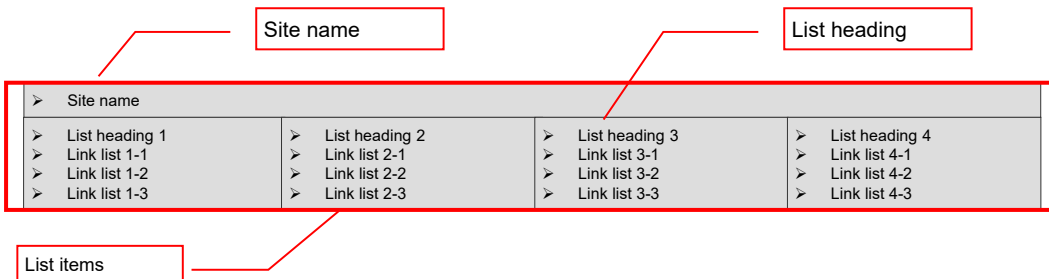 Site name
List heading
➢ Site name
➢ List heading 1
➢ Link list 1-1
➢ Link list 1-2
➢ Link list 1-3
➢ List heading 2
➢ Link list 2-1
➢ Link list 2-2
➢ Link list 2-3
➢ List heading 3
➢ Link list 3-1
➢ Link list 3-2
➢ Link list 3-3
➢ List heading 4
➢ Link list 4-1
➢ Link list 4-2
➢ Link list 4-3
List items